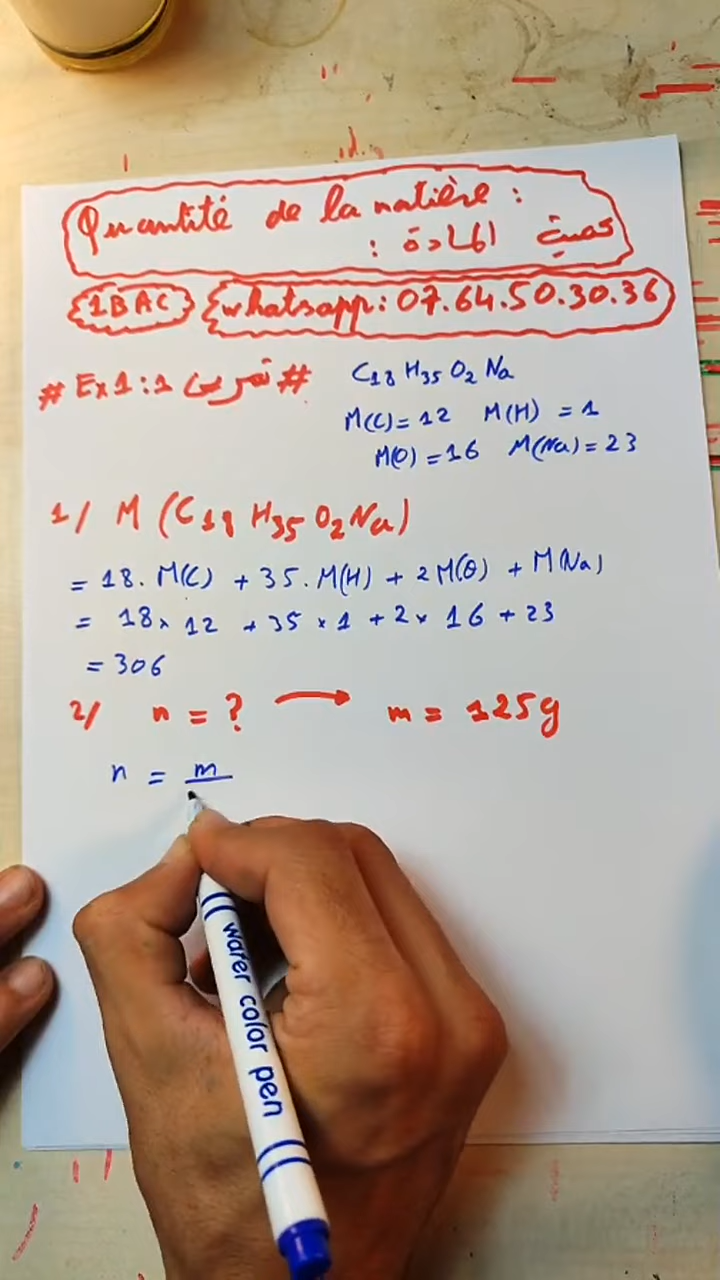 Quantité de la matière :
كمية المادة :
1BAC whatsapp: 07.64.50.30.36
# Ex1 : 1 تمرين #
C₁₈ H₃₅ O₂ Na
M(C) = 12 M(H) = 1
M(O) = 16 M(Na) = 23
1/ M (C₁₈ H₃₅ O₂ Na)
= 18. M(C) + 35. M(H) + 2M(O) + M(Na)
= 18 × 12 + 35 × 1 + 2 × 16 + 23
= 306
2/ n = ? → m = 125g
n = m
water color pen